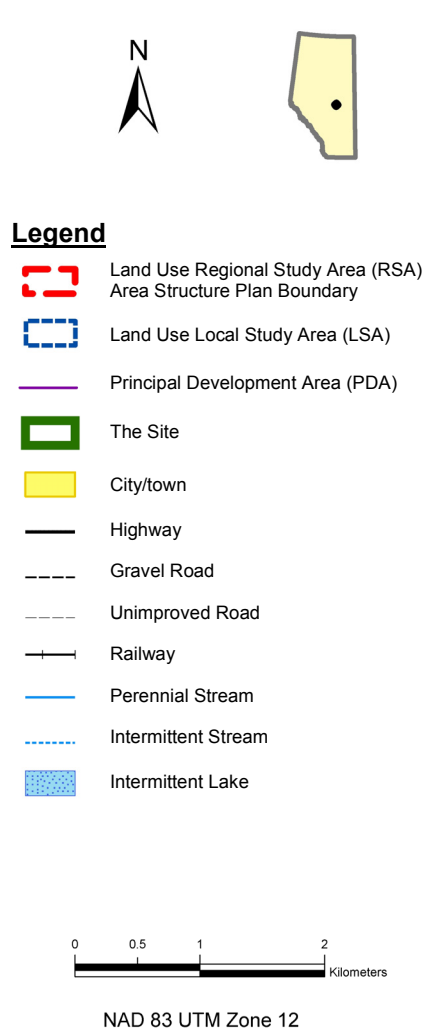 N
Legend
Land Use Regional Study Area (RSA)
Area Structure Plan Boundary
Land Use Local Study Area (LSA)
Principal Development Area (PDA)
The Site
City/town
Highway
Gravel Road
Unimproved Road
Railway
Perennial Stream
Intermittent Stream
Intermittent Lake
0 0.5 1 2
Kilometers
NAD 83 UTM Zone 12